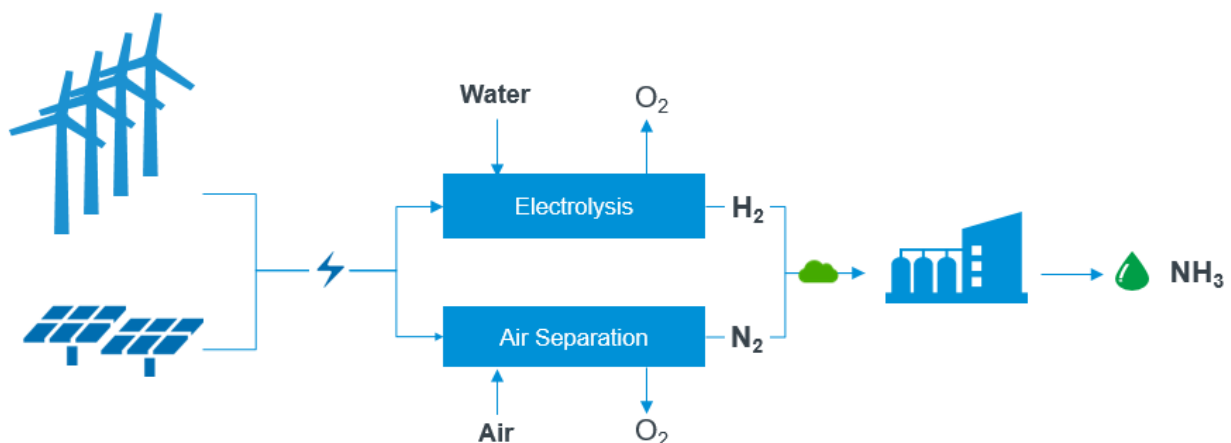 Water
O₂
Electrolysis
H₂
NH₃
Air Separation
N₂
Air
O₂